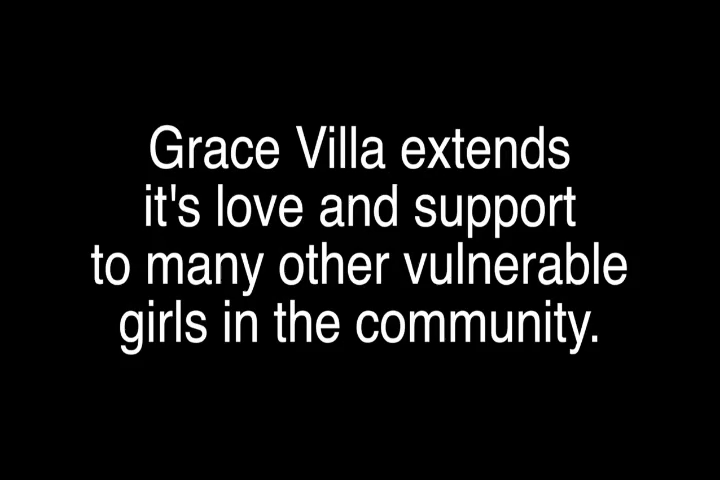 Grace Villa extends
it's love and support
to many other vulnerable
girls in the community.